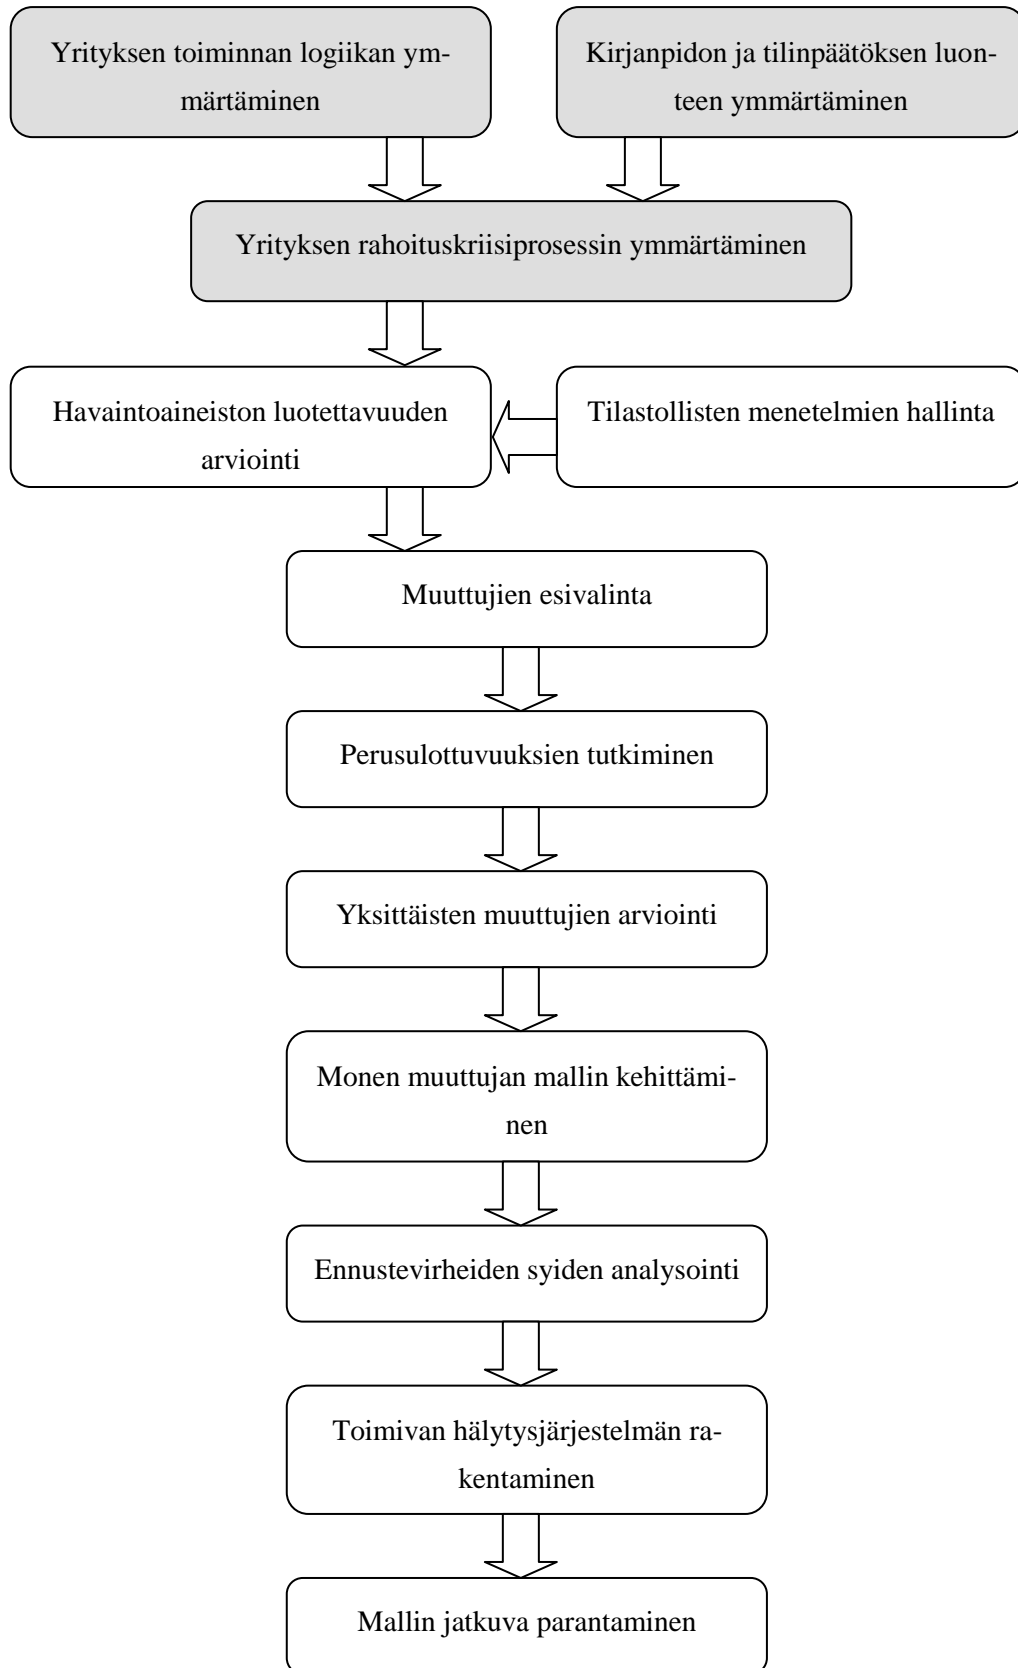 Yrityksen toiminnan logiikan ym-
märtäminen
Kirjanpidon ja tilinpäätöksen luon-
teen ymmärtäminen
Yrityksen rahoituskriisiprosessin ymmärtäminen
Havaintoaineiston luotettavuuden
arviointi
Tilastollisten menetelmien hallinta
Muuttujien esivalinta
Perusulottuvuuksien tutkiminen
Yksittäisten muuttujien arviointi
Monen muuttujan mallin kehittämi-
nen
Ennustevirheiden syiden analysointi
Toimivan hälytysjärjestelmän ra-
kentaminen
Mallin jatkuva parantaminen